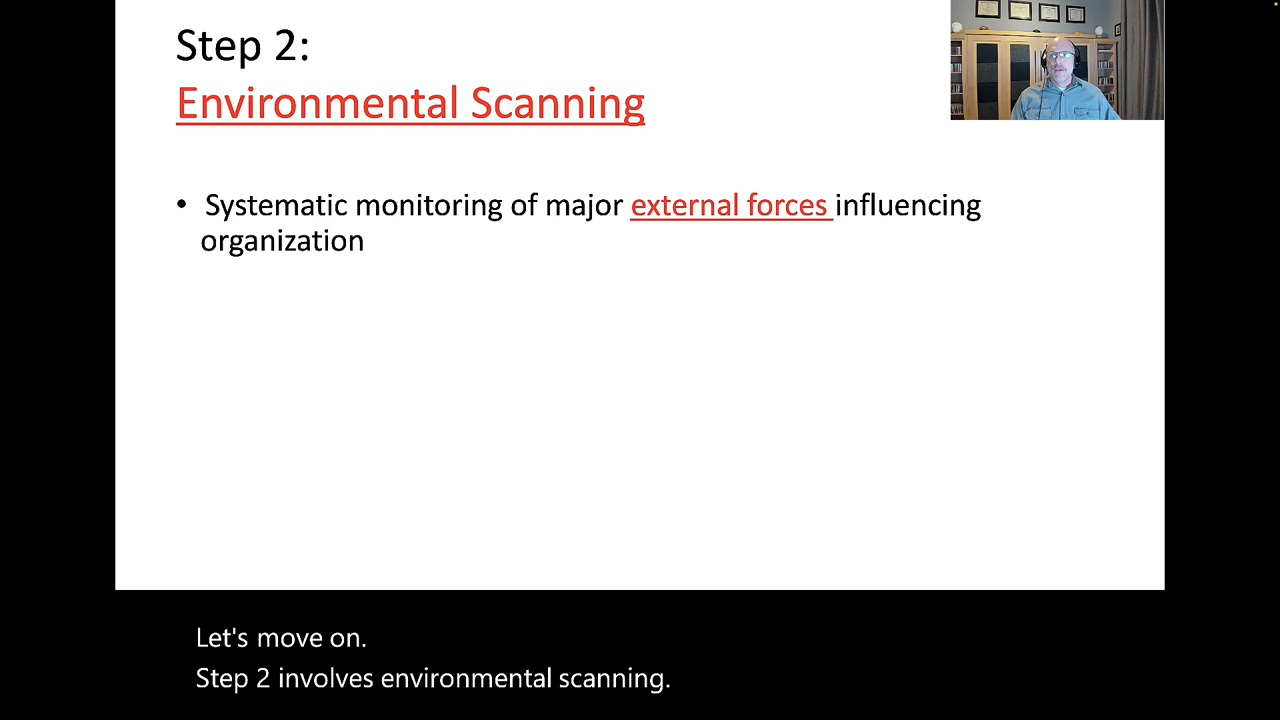 Step 2:
Environmental Scanning
• Systematic monitoring of major external forces influencing
organization
Let's move on.
Step 2 involves environmental scanning.